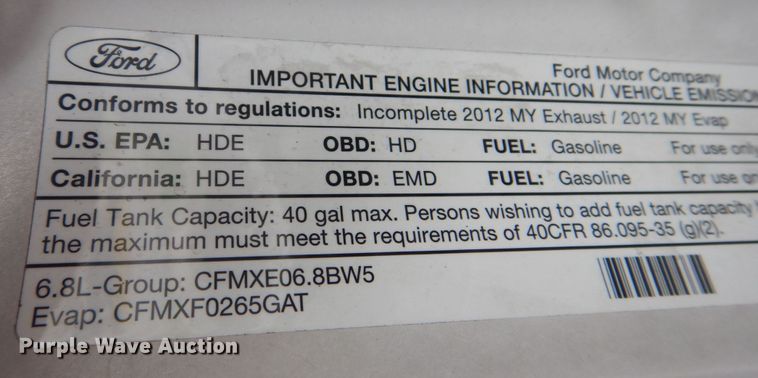 Ford
Ford Motor Company
IMPORTANT ENGINE INFORMATION / VEHICLE EMISSION
Conforms to regulations: Incomplete 2012 MY Exhaust / 2012 MY Evap
U.S. EPA: HDE OBD: HD FUEL: Gasoline For use only
California: HDE OBD: EMD FUEL: Gasoline For use on
Fuel Tank Capacity: 40 gal max. Persons wishing to add fuel tank capacity
the maximum must meet the requirements of 40CFR 86.095-35 (g)(2).
6.8L-Group: CFMXE06.8BW5
Evap: CFMXF0265GAT
Purple Wave Auction